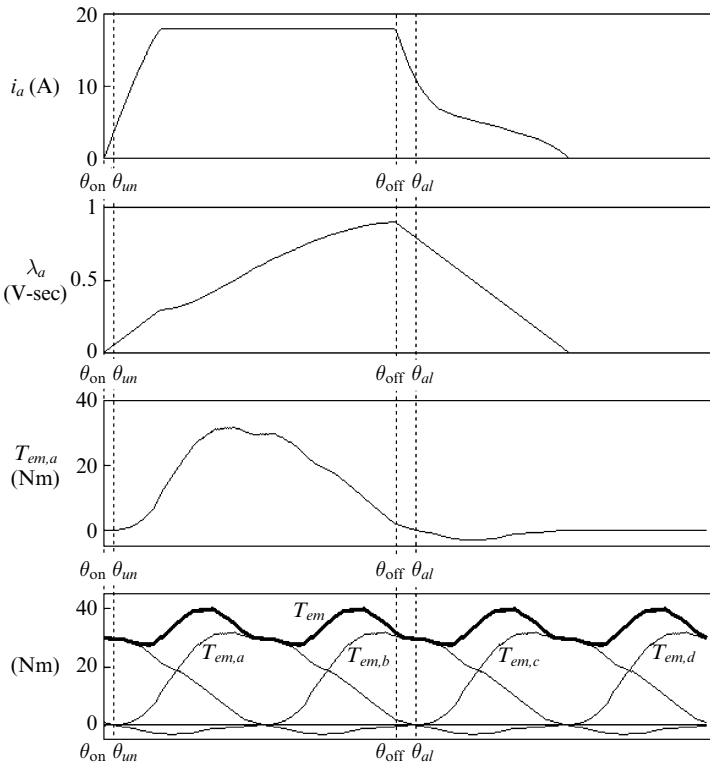 20
i_a (A)
10
0
θ_on θ_un θ_off θ_al
1
λ_a
(V-sec)
0.5
0
θ_on θ_un θ_off θ_al
40
T_em,a
(Nm)
20
0
θ_on θ_un θ_off θ_al
40
T_em
(Nm)
20
T_em,a T_em,b T_em,c T_em,d
0
θ_on θ_un θ_off θ_al